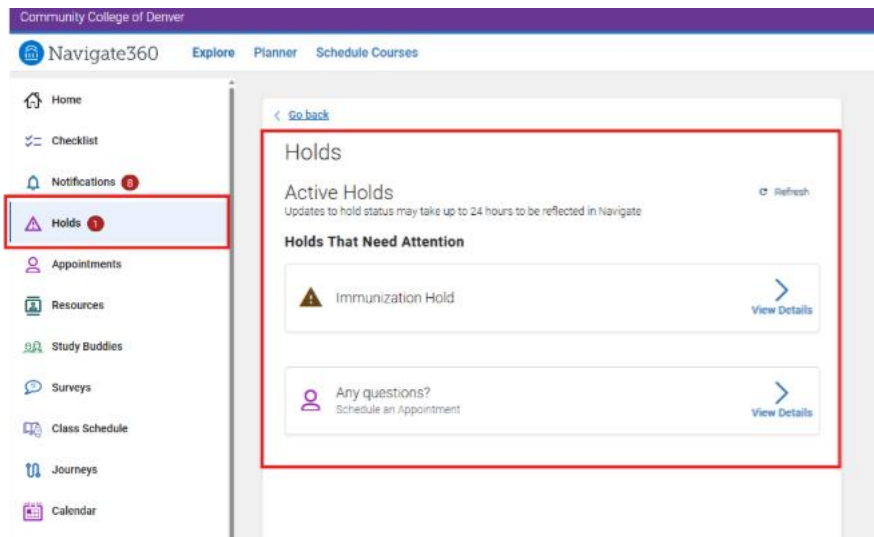 Community College of Denver
Navigate360
Explore
Planner
Schedule Courses
Home
Checklist
Notifications 8
Holds 1
Appointments
Resources
Study Buddies
Surveys
Class Schedule
Journeys
Calendar
Go back
Holds
Active Holds
Refresh
Updates to hold status may take up to 24 hours to be reflected in Navigate
Holds That Need Attention
Immunization Hold
View Details
Any questions?
Schedule an Appointment
View Details